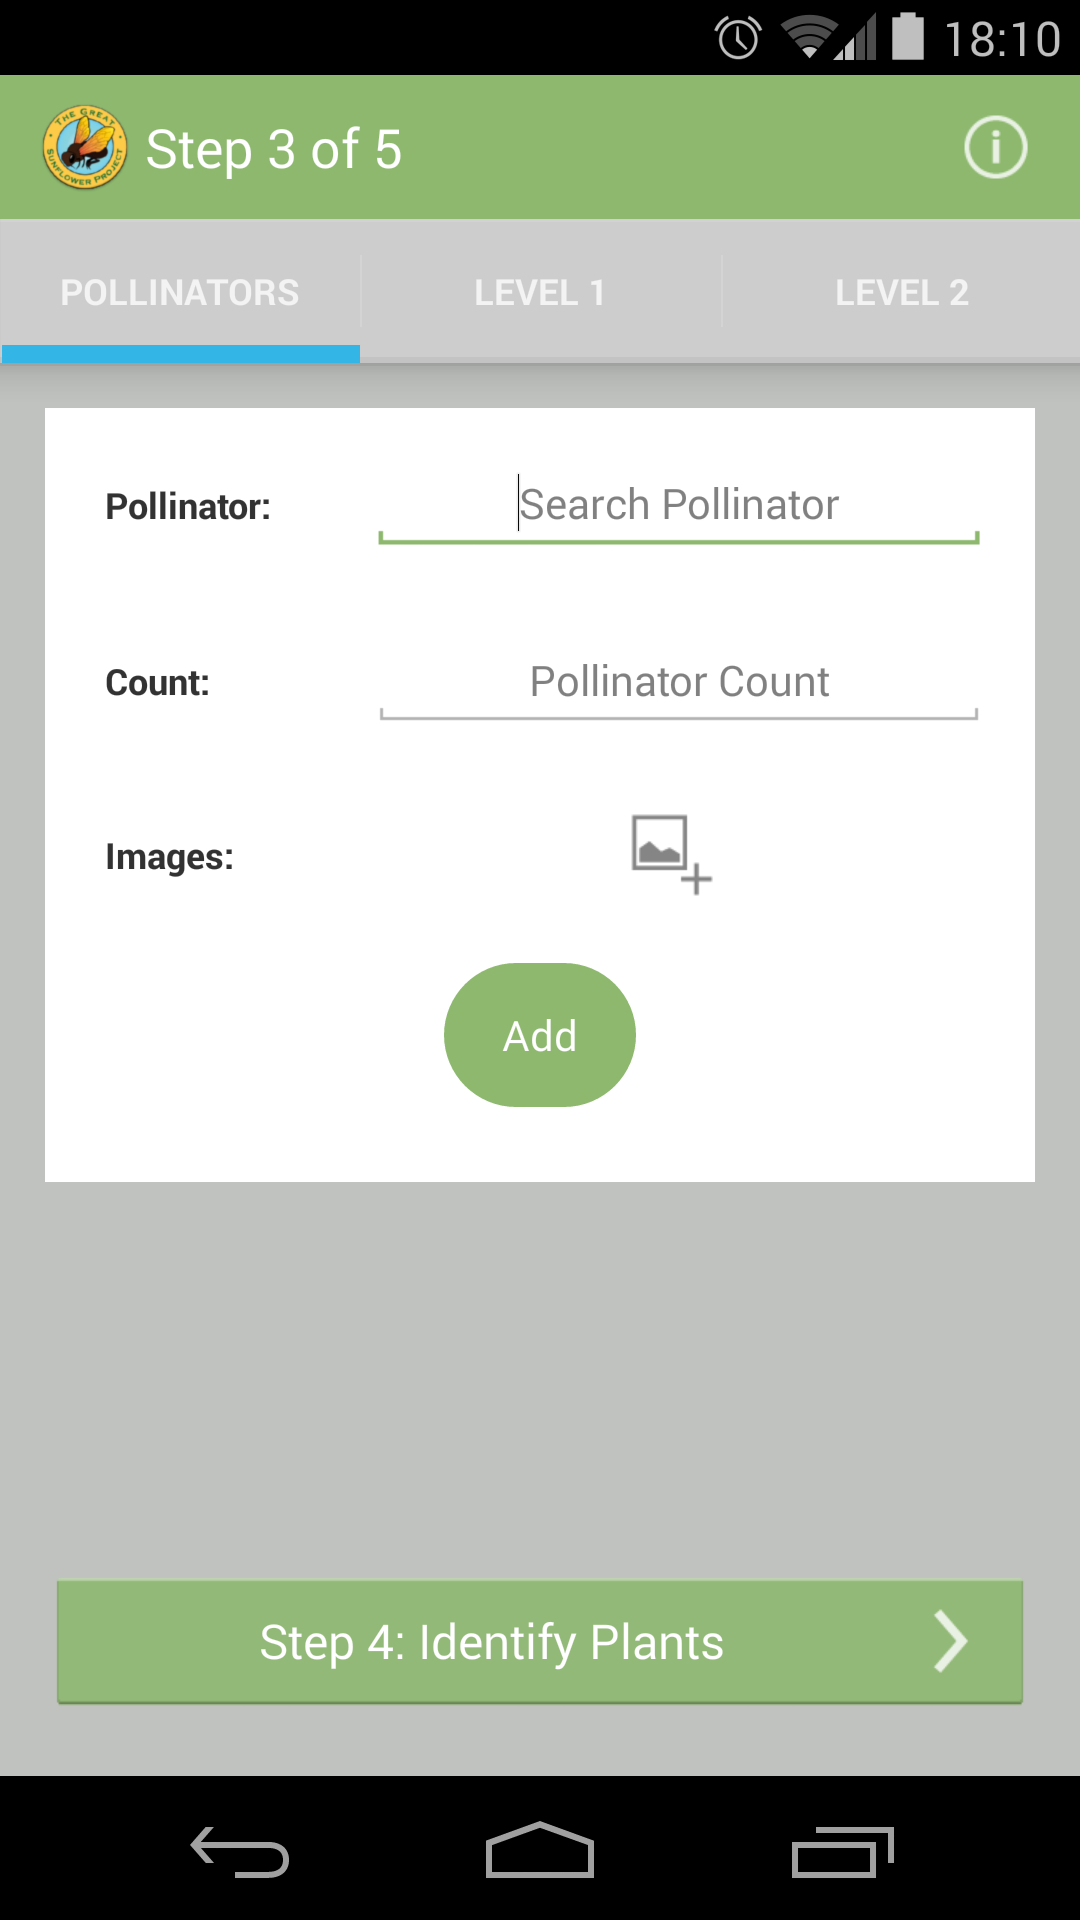 18:10
THE GREAT
SUNFLOWER PROJECT
Step 3 of 5
POLLINATORS
LEVEL 1
LEVEL 2
Pollinator:
Search Pollinator
Count:
Pollinator Count
Images:
Add
Step 4: Identify Plants